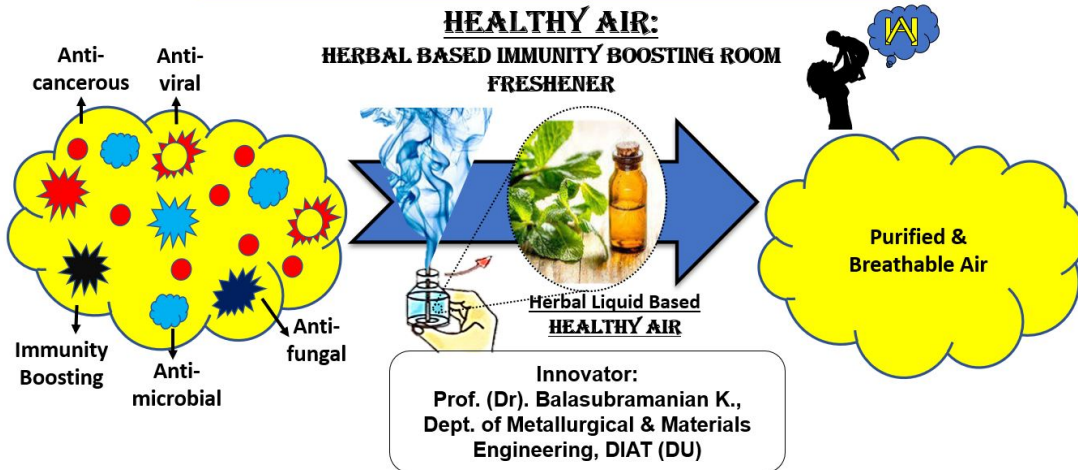 HEALTHY AIR:
HERBAL BASED IMMUNITY BOOSTING ROOM
FRESHENER
Anti-
cancerous
Anti-
viral
Immunity
Boosting
Anti-
microbial
Anti-
fungal
Herbal Liquid Based
HEALTHY AIR
Purified &
Breathable Air
Innovator:
Prof. (Dr). Balasubramanian K.,
Dept. of Metallurgical & Materials
Engineering, DIAT (DU)